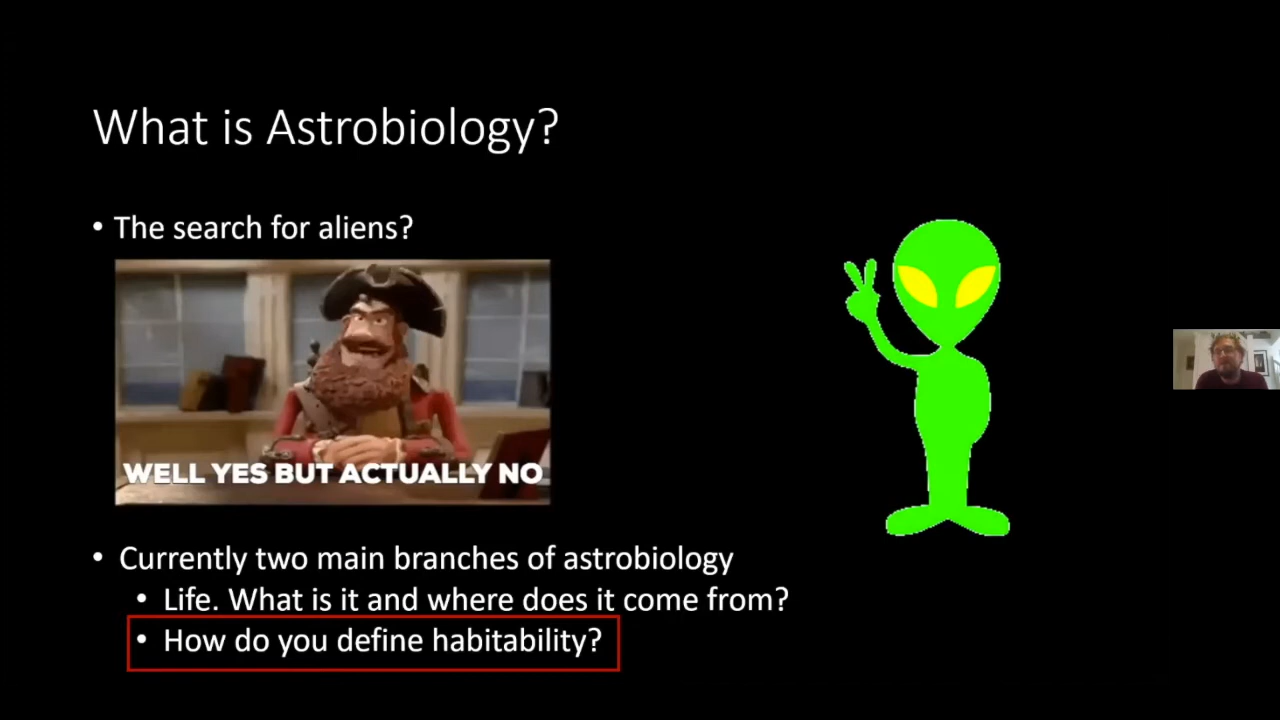 What is Astrobiology?
• The search for aliens?
WELL YES BUT ACTUALLY NO
• Currently two main branches of astrobiology
• Life. What is it and where does it come from?
• How do you define habitability?